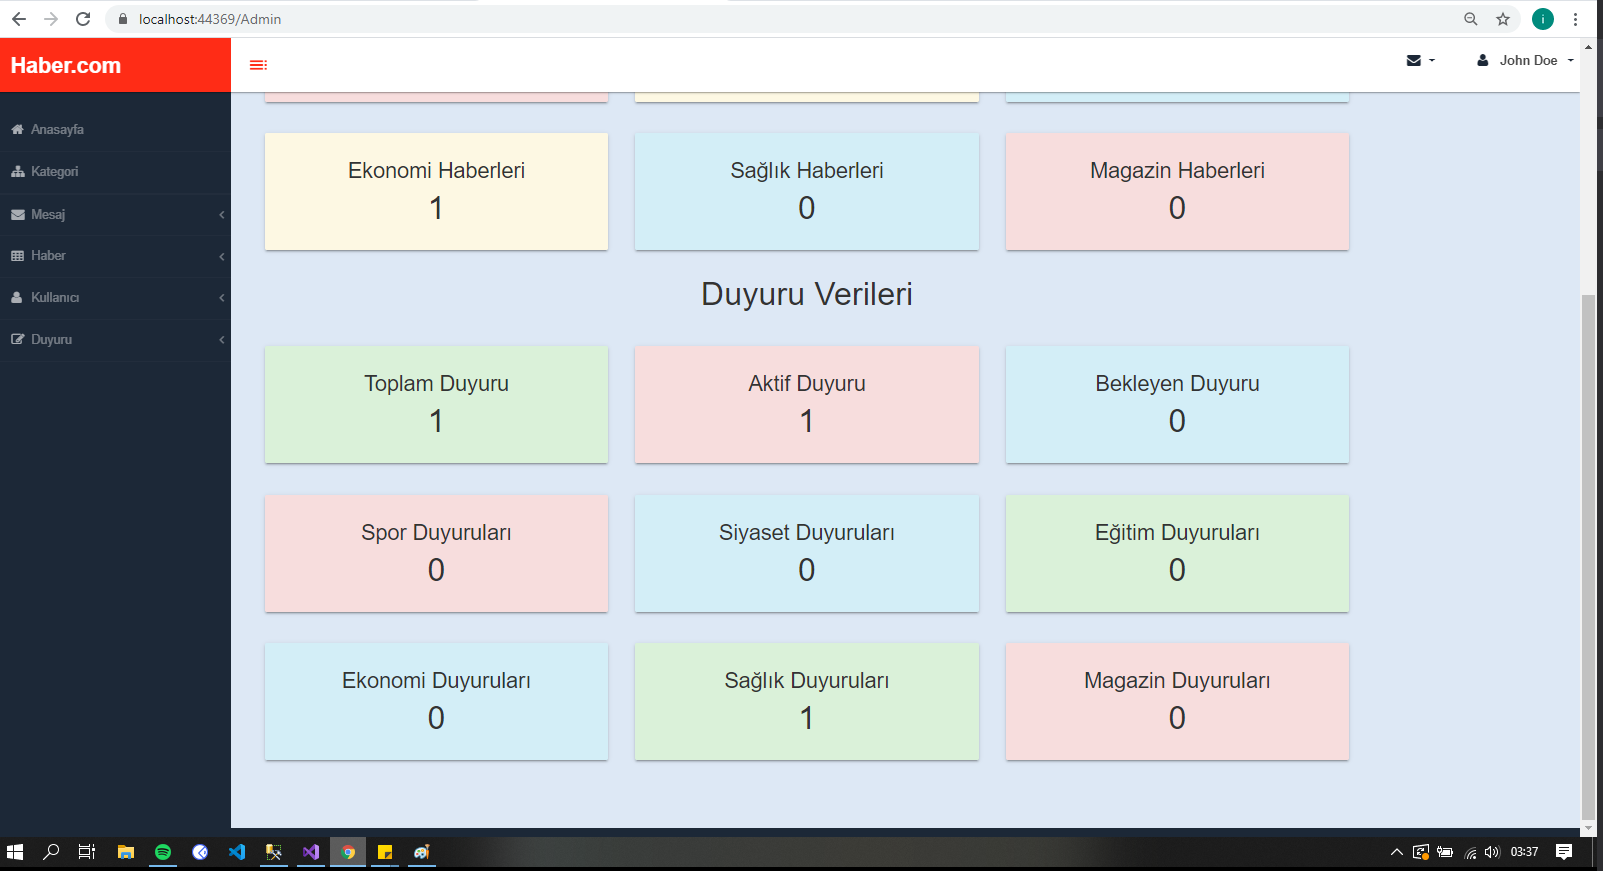 localhost:44369/Admin
i
Haber.com
John Doe
Anasayfa
Kategori
Mesaj
Haber
Kullanıcı
Duyuru
Ekonomi Haberleri
1
Sağlık Haberleri
0
Magazin Haberleri
0
Duyuru Verileri
Toplam Duyuru
1
Aktif Duyuru
1
Bekleyen Duyuru
0
Spor Duyuruları
0
Siyaset Duyuruları
0
Eğitim Duyuruları
0
Ekonomi Duyuruları
0
Sağlık Duyuruları
1
Magazin Duyuruları
0
03:37